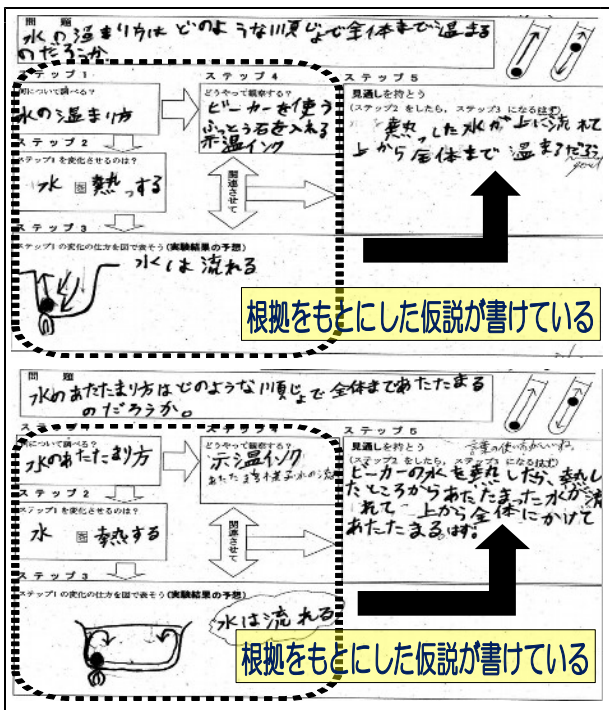 問題
水の温まり方は どのような順じょで全体まで温まる
のだろうか。
ステップ1
について調べる?
水の温まり方
ステップ2
ステップ1を変化させるのは?
水 を 熱っする
ステップ3
ステップ1の変化の仕方を図で表そう(実験結果の予想)
水は流れる
ステップ4
どうやって観察する?
ビーカーを使う
ふっとう石を入れる
示温インク
関連させて
ステップ5
見通しを持とう
(ステップ2をしたら、ステップ3になるはず)
熱っした水が上に流れて
上から全体まで温まるだろう
good
根拠をもとにした仮説が書けている
問題
水のあたたまり方はどのような順じょで全体まであたたまる
のだろうか。
について調べる?
水のあたたまり方
ステップ2
ステップ1を変化させるのは?
水 を 熱する
ステップ3
ステップ1の変化の仕方を図で表そう(実験結果の予想)
水は流れる
どうやって観察する?
示温インク
関連させて
ステップ5
見通しを持とう
言葉の使い方がいいね。
(ステップ2をしたら、ステップ3になるはず)
ビーカーの水を熱したら、熱し
たところからあたたまった水が流
れて 上から全体にかけて
あたたまるはず。
根拠をもとにした仮説が書けている